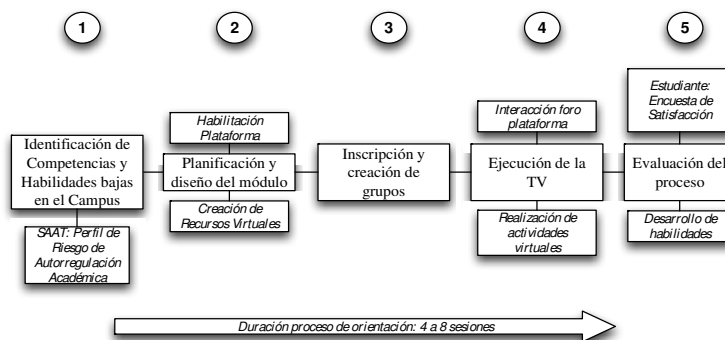 1
2
3
4
5
Identificación de
Competencias y
Habilidades bajas
en el Campus
SAAT: Perfil de
Riesgo de
Autorregulación
Académica
Habilitación
Plataforma
Planificación y
diseño del módulo
Creación de
Recursos Virtuales
Inscripción y
creación de
grupos
Interacción foro
plataforma
Ejecución de la
TV
Realización de
actividades
virtuales
Estudiante:
Encuesta de
Satisfacción
Evaluación del
proceso
Desarrollo de
habilidades
Duración proceso de orientación: 4 a 8 sesiones